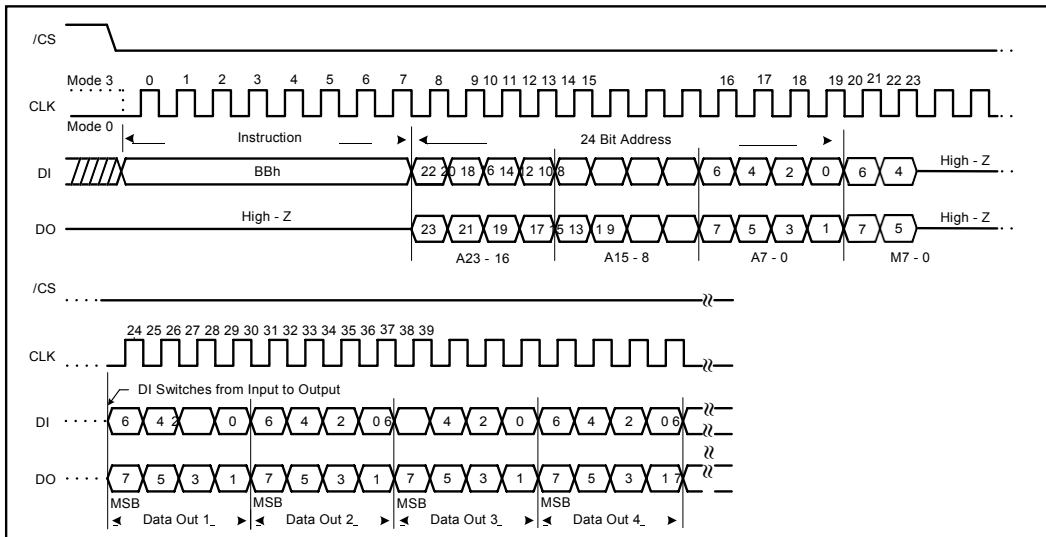 /CS
Mode 3 0 1 2 3 4 5 6 7 8 9 10 11 12 13 14 15 16 17 18 19 20 21 22 23
CLK
Mode 0
Instruction 24 Bit Address
DI BBh 22 20 18 16 14 12 10 8 6 4 2 0 6 4 High - Z
DO High - Z 23 21 19 17 15 13 1 9 7 5 3 1 7 5 High - Z
A23 - 16 A15 - 8 A7 - 0 M7 - 0
/CS
24 25 26 27 28 29 30 31 32 33 34 35 36 37 38 39
CLK
DI Switches from Input to Output
DI 6 4 2 0 6 4 2 0 6 4 2 0 6 4 2 0 6
DO 7 5 3 1 7 5 3 1 7 5 3 1 7 5 3 1 7
MSB MSB MSB MSB
Data Out 1 Data Out 2 Data Out 3 Data Out 4